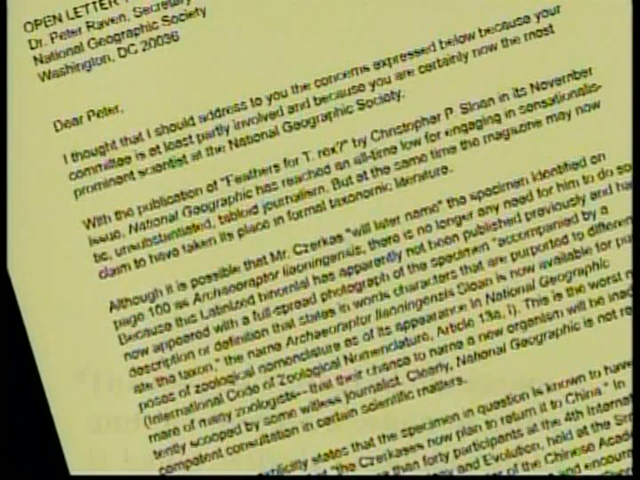 OPEN LETTER
Dr. Peter Raven, Secretary
National Geographic Society
Washington, DC 20036
Dear Peter,
I thought that I should address to you the concerns expressed below because your
committee is at least partly involved and because you are certainly now the most
prominent scientist at the National Geographic Society.
With the publication of "Feathers for T. rex?" by Christopher P. Sloan in its November
issue, National Geographic has reached an all-time low for engaging in sensationalis-
tic, unsubstantiated, tabloid journalism. But at the same time the magazine may now
claim to have taken its place in formal taxonomic literature.
Although it is possible that Mr. Czerkas "will later name" the specimen identified on
page 100 as Archaeoraptor liaoningensis, there is no longer any need for him to do so
Because this Latinized binomial has apparently not been published previously and has
now appeared with a full-spread photograph of the specimen "accompanied by a
description or definition that states in words characters that are purported to differen
ate the taxon," the name Archaeoraptor liaoningensis Sloan is now available for pu
poses of zoological nomenclature as of its appearance in National Geographic
(International Code of Zoological Nomenclature, Article 13a, i). This is the worst n
mare of many zoologists--that their chance to name a new organism will be inad
tently scooped by some witless journalist. Clearly, National Geographic is not re
competent consultation in certain scientific matters.
plicitly states that the specimen in question is known to have
"the Czerkases now plan to return it to China." In
than forty participants at the 4th Internat
y and Evolution, held at the Sm
of the Chinese Acade
and encoura